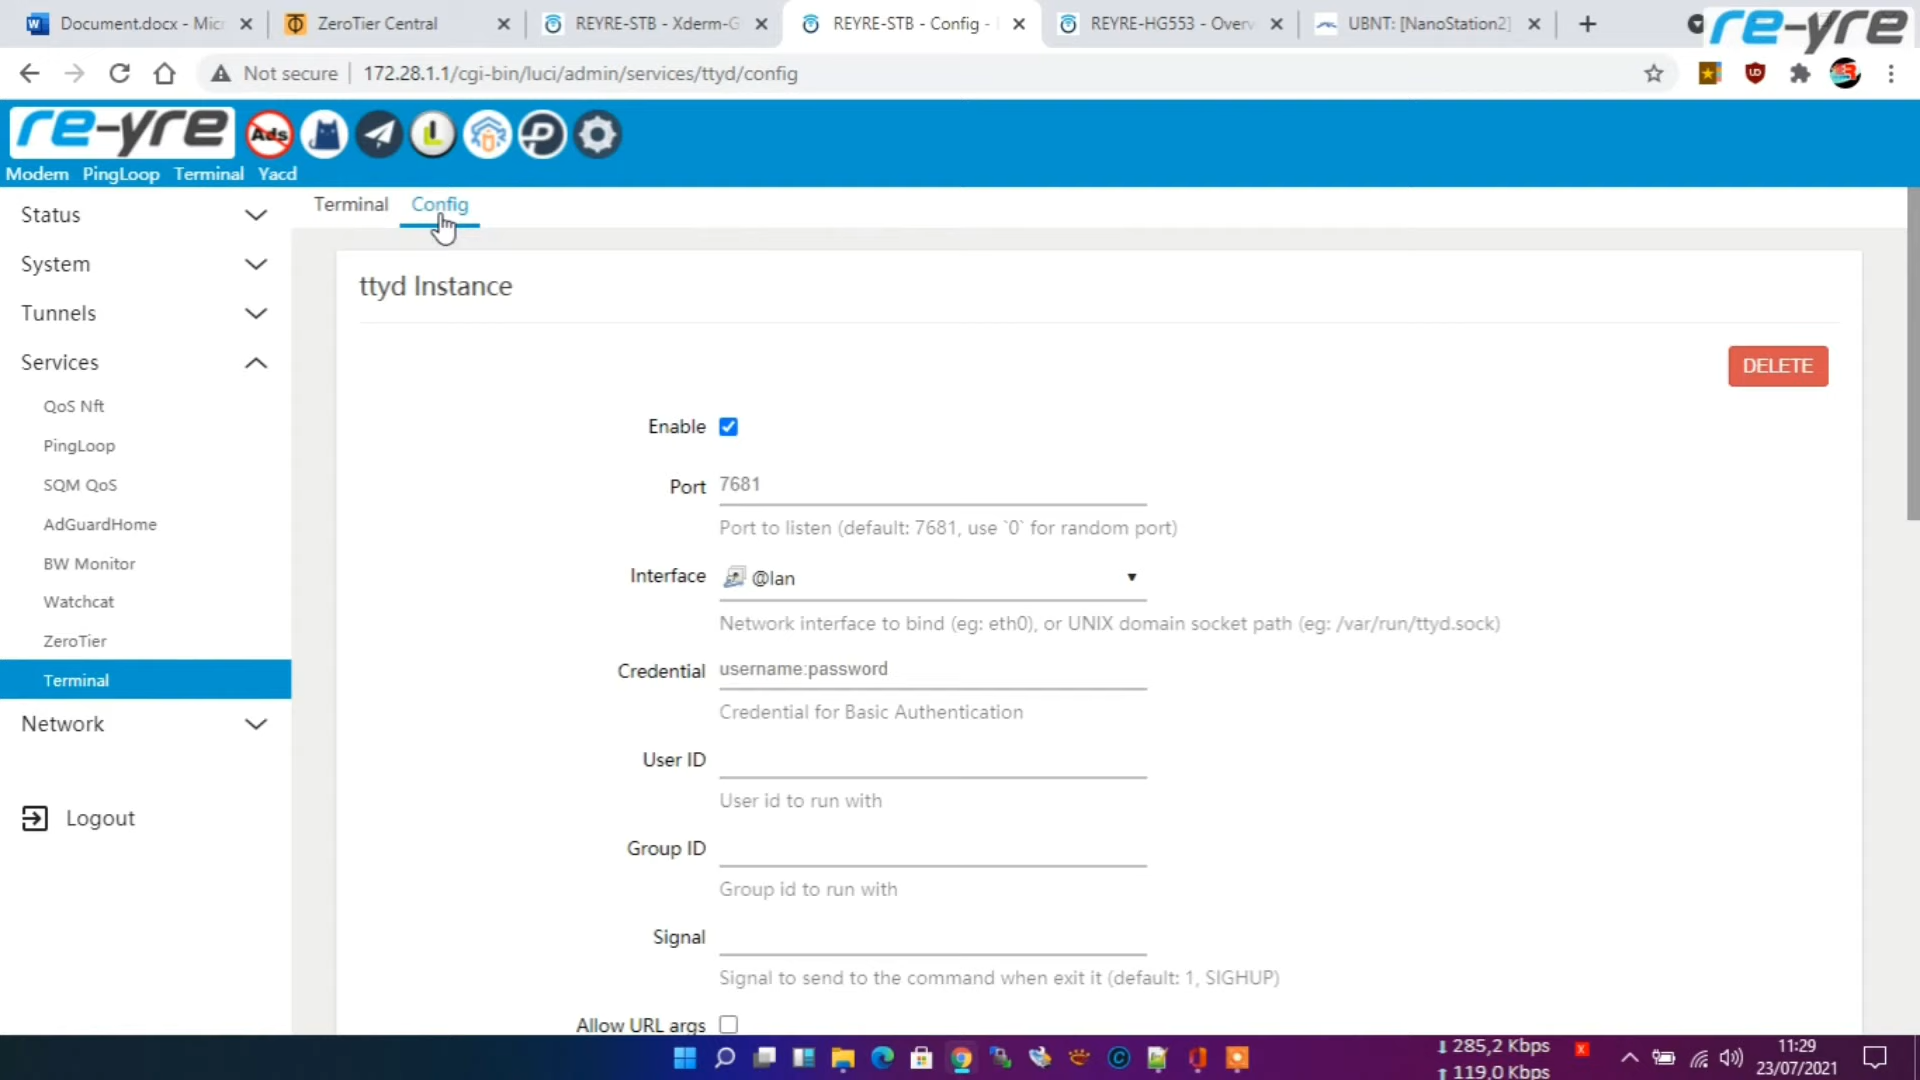 Document.docx - Mic
ZeroTier Central
REYRE-STB - Xderm-G
REYRE-STB - Config -
REYRE-HG553 - Overv
UBNT: [NanoStation2]
re-yre
Not secure
172.28.1.1/cgi-bin/luci/admin/services/ttyd/config
re-yre
Ads
Modem PingLoop Terminal Yacd
Status
System
Tunnels
Services
QoS Nft
PingLoop
SQM QoS
AdGuardHome
BW Monitor
Watchcat
ZeroTier
Terminal
Network
Logout
Terminal Config
ttyd Instance
DELETE
Enable
Port 7681
Port to listen (default: 7681, use `0` for random port)
Interface @lan
Network interface to bind (eg: eth0), or UNIX domain socket path (eg: /var/run/ttyd.sock)
Credential username:password
Credential for Basic Authentication
User ID
User id to run with
Group ID
Group id to run with
Signal
Signal to send to the command when exit it (default: 1, SIGHUP)
Allow URL args
285,2 Kbps
119,0 Kbps
11:29
23/07/2021